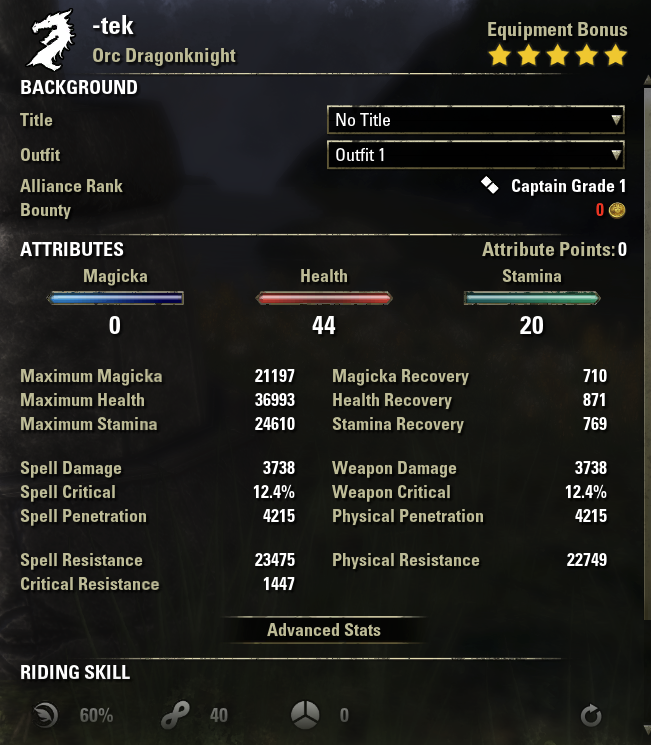 -tek
Orc Dragonknight
Equipment Bonus
BACKGROUND
Title No Title
Outfit Outfit 1
Alliance Rank Captain Grade 1
Bounty 0
ATTRIBUTES Attribute Points: 0
Magicka Health Stamina
0 44 20
Maximum Magicka 21197 Magicka Recovery 710
Maximum Health 36993 Health Recovery 871
Maximum Stamina 24610 Stamina Recovery 769
Spell Damage 3738 Weapon Damage 3738
Spell Critical 12.4% Weapon Critical 12.4%
Spell Penetration 4215 Physical Penetration 4215
Spell Resistance 23475 Physical Resistance 22749
Critical Resistance 1447
Advanced Stats
RIDING SKILL
60% 40 0